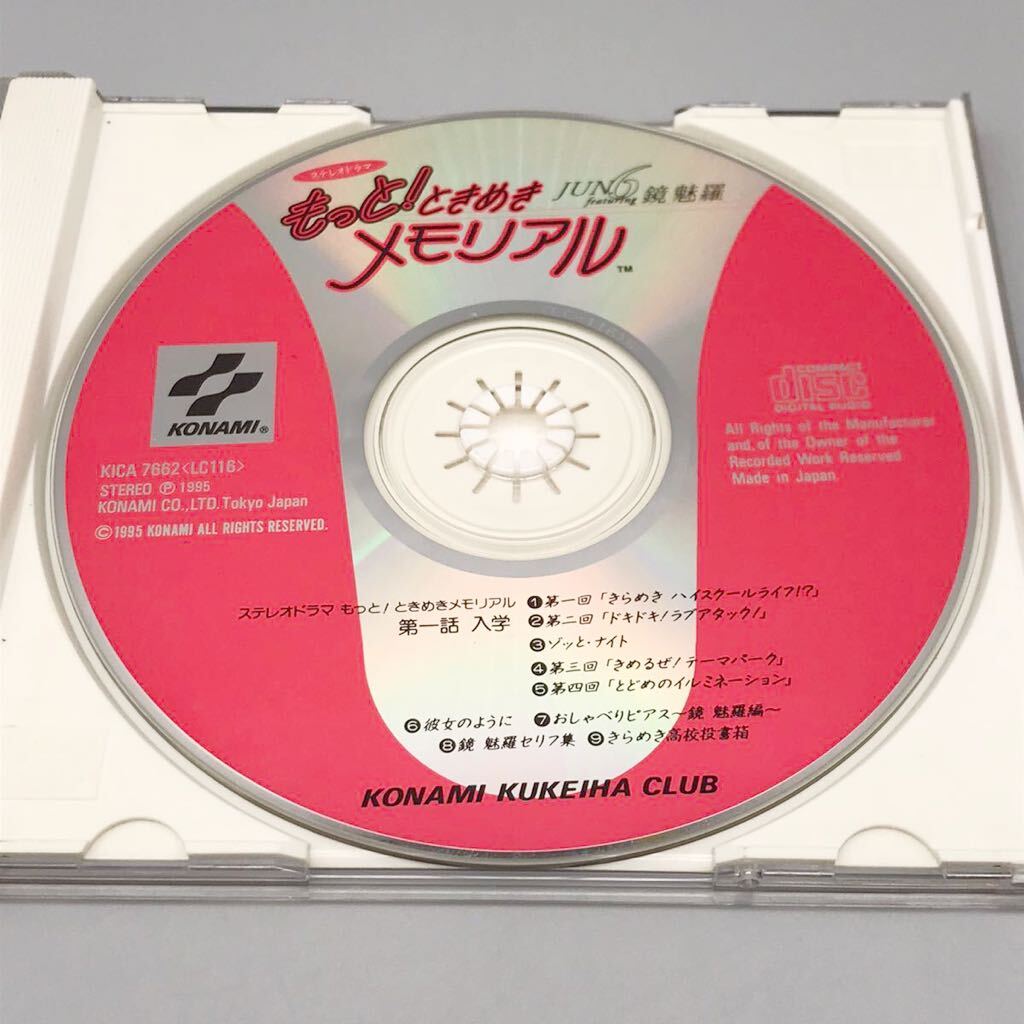 ステレオドラマ
もっと!ときめき
メモリアル™
JUN6
featuring 鏡 魅羅
KONAMI®
KICA 7662<LC116>
STEREO Ⓟ 1995
KONAMI CO.,LTD. Tokyo Japan
©1995 KONAMI ALL RIGHTS RESERVED.
COMPACT
disc
DIGITAL AUDIO
All Rights of the Manufacturer
and of the Owner of the
Recorded Work Reserved
Made in Japan.
ステレオドラマ もっと!ときめきメモリアル
第一話 入学
❶第一回「きらめき ハイスクールライフ!?」
❷第二回「ドキドキ!ラブアタック!」
❸ゾッと・ナイト
❹第三回「きめるぜ!テーマパーク」
❺第四回「とどめのイルミネーション」
❻彼女のように ❼おしゃべりピアス〜鏡 魅羅編〜
❽鏡 魅羅セリフ集 ❾きらめき高校投書箱
KONAMI KUKEIHA CLUB